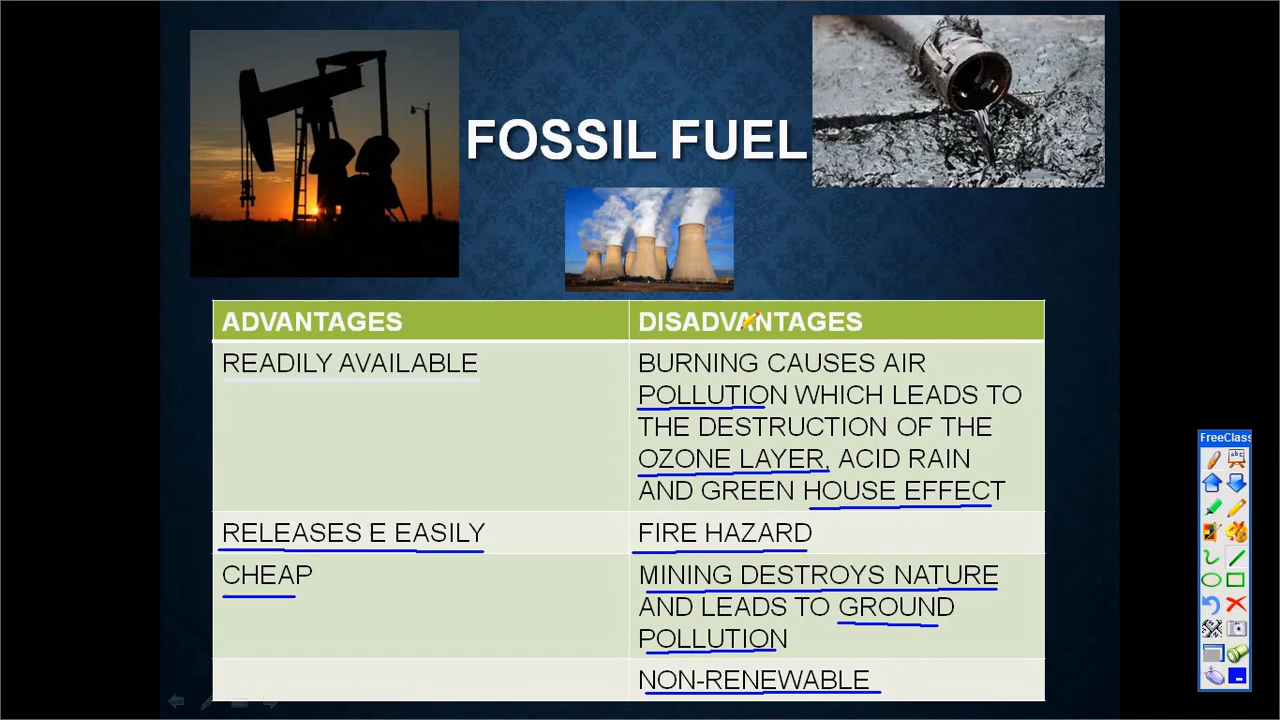 FOSSIL FUEL
ADVANTAGES
DISADVANTAGES
READILY AVAILABLE
BURNING CAUSES AIR
POLLUTION WHICH LEADS TO
THE DESTRUCTION OF THE
OZONE LAYER, ACID RAIN
AND GREEN HOUSE EFFECT
RELEASES E EASILY
FIRE HAZARD
CHEAP
MINING DESTROYS NATURE
AND LEADS TO GROUND
POLLUTION
NON-RENEWABLE
FreeClass